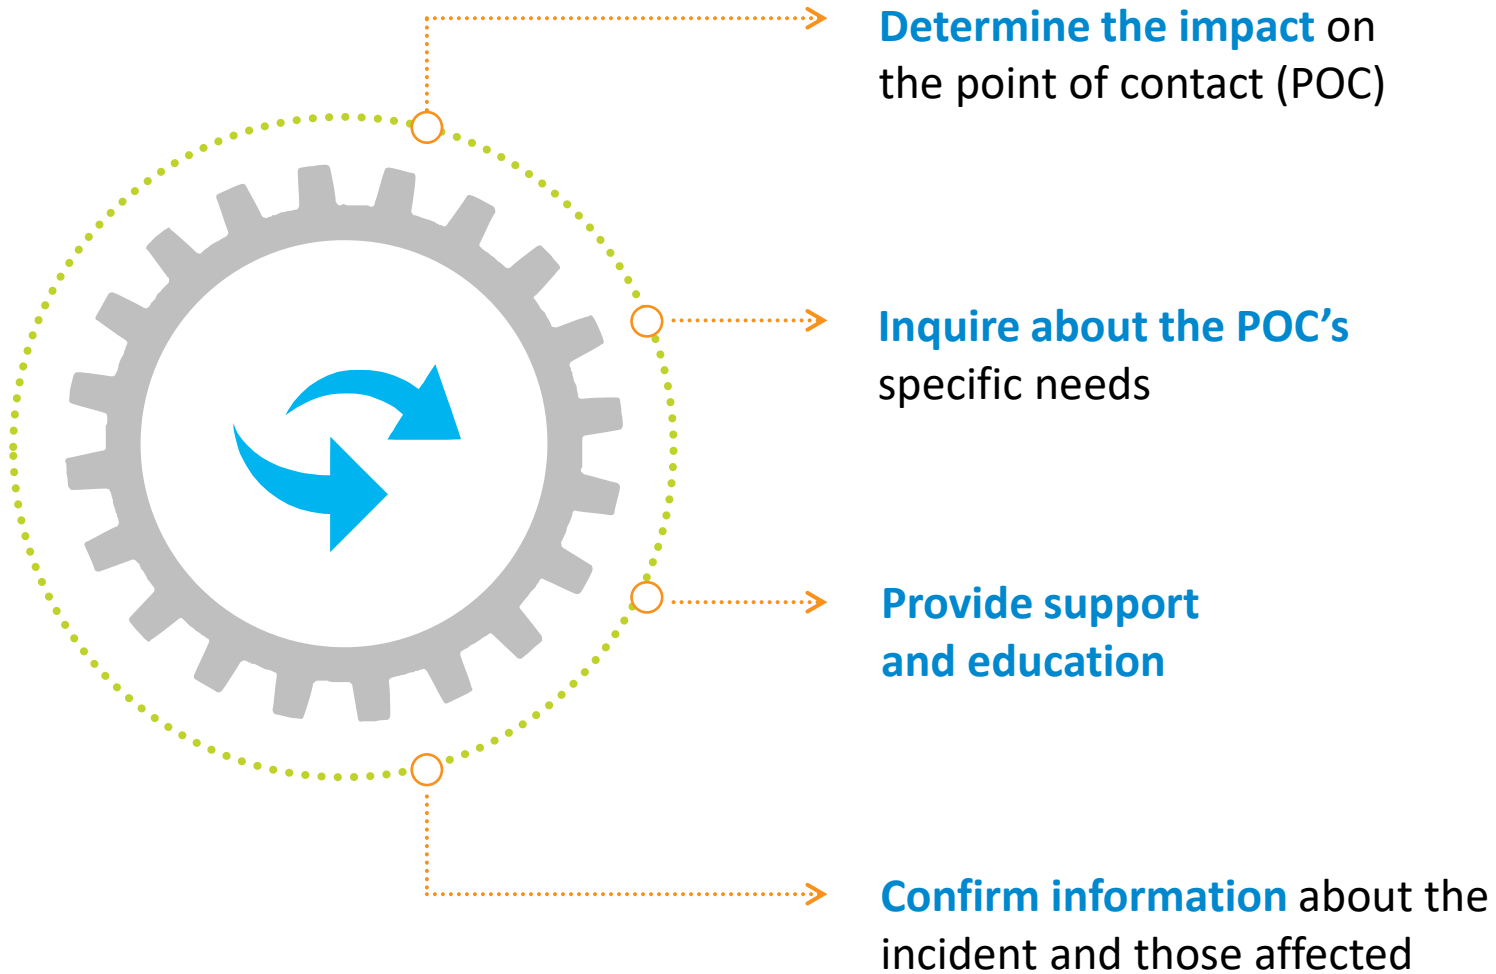 Determine the impact on
the point of contact (POC)
Inquire about the POC’s
specific needs
Provide support
and education
Confirm information about the
incident and those affected